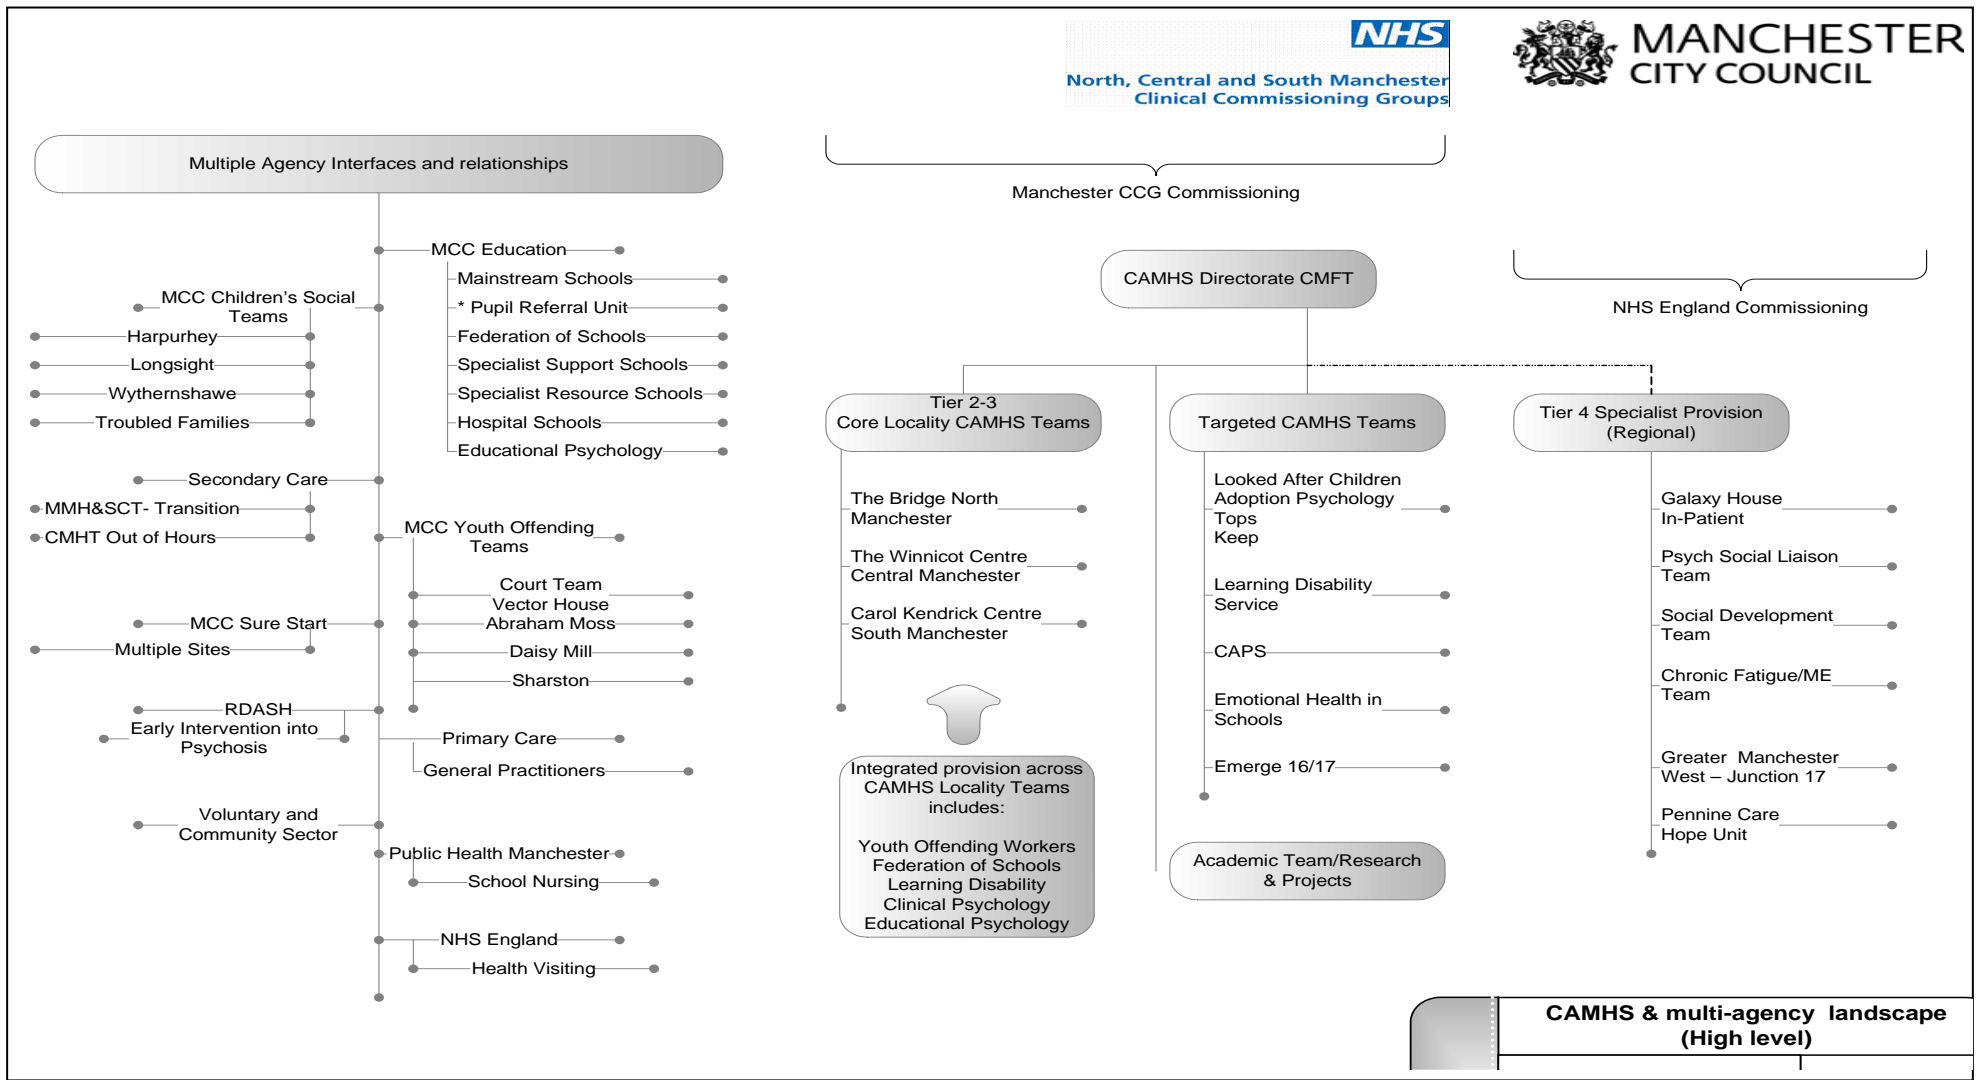 NHS
North, Central and South Manchester
Clinical Commissioning Groups
MANCHESTER
CITY COUNCIL
Multiple Agency Interfaces and relationships
MCC Education
Mainstream Schools
* Pupil Referral Unit
Federation of Schools
Specialist Support Schools
Specialist Resource Schools
Hospital Schools
Educational Psychology
MCC Children's Social
Teams
Harpurhey
Longsight
Wythernshawe
Troubled Families
Secondary Care
MMH&SCT- Transition
CMHT Out of Hours
MCC Youth Offending
Teams
Court Team
Vector House
Abraham Moss
Daisy Mill
Sharston
MCC Sure Start
Multiple Sites
RDASH
Early Intervention into
Psychosis
Primary Care
General Practitioners
Voluntary and
Community Sector
Public Health Manchester
School Nursing
NHS England
Health Visiting
Manchester CCG Commissioning
CAMHS Directorate CMFT
NHS England Commissioning
Tier 2-3
Core Locality CAMHS Teams
The Bridge North
Manchester
The Winnicot Centre
Central Manchester
Carol Kendrick Centre
South Manchester
Integrated provision across
CAMHS Locality Teams
includes:
Youth Offending Workers
Federation of Schools
Learning Disability
Clinical Psychology
Educational Psychology
Targeted CAMHS Teams
Looked After Children
Adoption Psychology
Tops
Keep
Learning Disability
Service
CAPS
Emotional Health in
Schools
Emerge 16/17
Academic Team/Research
& Projects
Tier 4 Specialist Provision
(Regional)
Galaxy House
In-Patient
Psych Social Liaison
Team
Social Development
Team
Chronic Fatigue/ME
Team
Greater  Manchester
West – Junction 17
Pennine Care
Hope Unit
CAMHS & multi-agency  landscape
(High level)